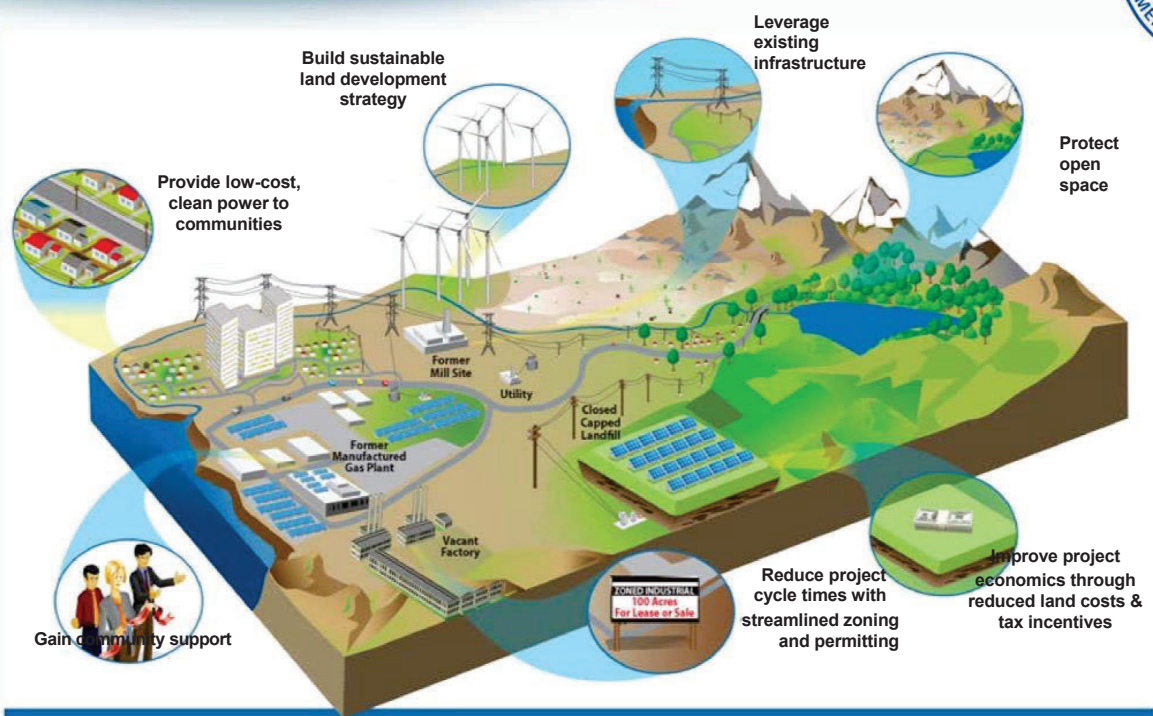 Leverage
existing
infrastructure
Build sustainable
land development
strategy
Protect
open
space
Provide low-cost,
clean power to
communities
Former
Mill Site
Utility
Closed
Capped
Landfill
Former
Manufactured
Gas Plant
Vacant
Factory
ZONED INDUSTRIAL
100 Acres
For Lease or Sale
Gain community support
Reduce project
cycle times with
streamlined zoning
and permitting
Improve project
economics through
reduced land costs &
tax incentives